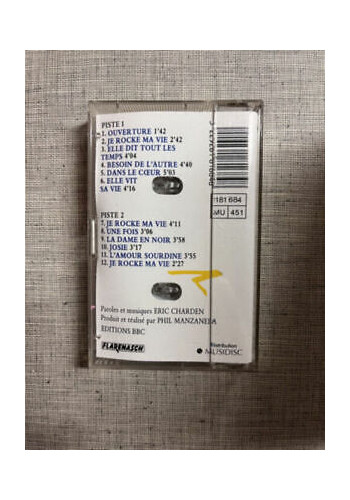 PISTE 1
1. OUVERTURE 1'42
2. JE ROCKE MA VIE 2'42
3. ELLE DIT TOUT LES
TEMPS 4'04
4. BESOIN DE L'AUTRE 4'40
5. DANS LE CŒUR 5'03
6. ELLE VIT
SA VIE 4'16
PISTE 2
7. JE ROCKE MA VIE 4'11
8. UNE FOIS 3'06
9. LA DAME EN NOIR 3'58
10. JOSIE 3'17
11. L'AMOUR SOURDINE 3'55
12. JE ROCKE MA VIE 2'27
Paroles et musiques ERIC CHARDEN
Produit et réalisé par PHIL MANZANERA
EDITIONS BBC
FLARENASCH
181 684
MU 451
distribution
MUSIDISC